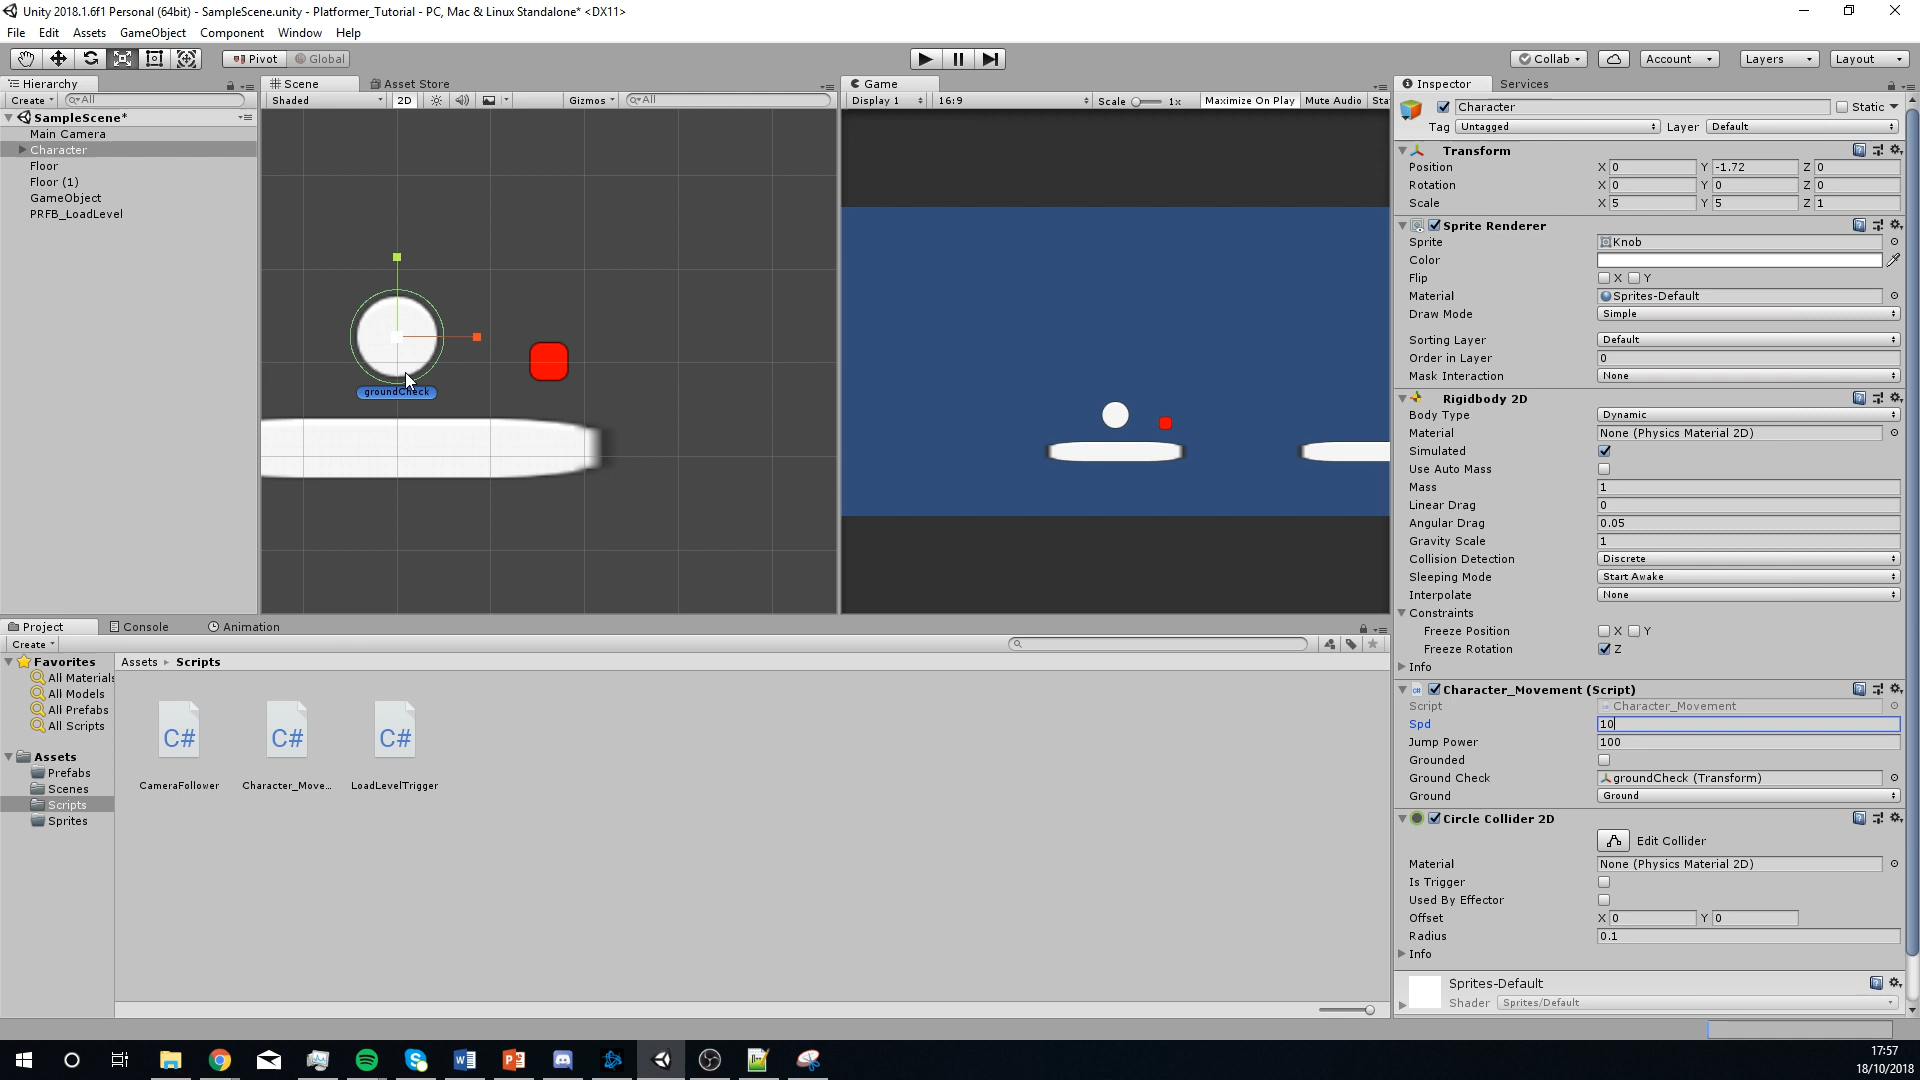 Unity 2018.1.6f1 Personal (64bit) - SampleScene.unity - Platformer_Tutorial - PC, Mac & Linux Standalone* <DX11>
File Edit Assets GameObject Component Window Help
Pivot Global Collab Account Layers Layout
Hierarchy
Create All
SampleScene*
Main Camera
Character
Floor
Floor (1)
GameObject
PRFB_LoadLevel
Scene Asset Store
Shaded 2D Gizmos All
groundCheck
Game
Display 1 16:9 Scale 1x Maximize On Play Mute Audio Sta
Inspector Services
Character Static
Tag Untagged Layer Default
Transform
Position X 0 Y -1.72 Z 0
Rotation X 0 Y 0 Z 0
Scale X 5 Y 5 Z 1
Sprite Renderer
Sprite Knob
Color
Flip X Y
Material Sprites-Default
Draw Mode Simple
Sorting Layer Default
Order in Layer 0
Mask Interaction None
Rigidbody 2D
Body Type Dynamic
Material None (Physics Material 2D)
Simulated
Use Auto Mass
Mass 1
Linear Drag 0
Angular Drag 0.05
Gravity Scale 1
Collision Detection Discrete
Sleeping Mode Start Awake
Interpolate None
Constraints
Freeze Position X Y
Freeze Rotation Z
Info
Character_Movement (Script)
Script Character_Movement
Spd 10
Jump Power 100
Grounded
Ground Check groundCheck (Transform)
Ground Ground
Circle Collider 2D
Edit Collider
Material None (Physics Material 2D)
Is Trigger
Used By Effector
Offset X 0 Y 0
Radius 0.1
Info
Sprites-Default
Shader Sprites/Default
Project Console Animation
Create
Favorites
All Materials
All Models
All Prefabs
All Scripts
Assets
Prefabs
Scenes
Scripts
Sprites
Assets Scripts
C# C# C#
CameraFollower Character_Move... LoadLevelTrigger
17:57
18/10/2018